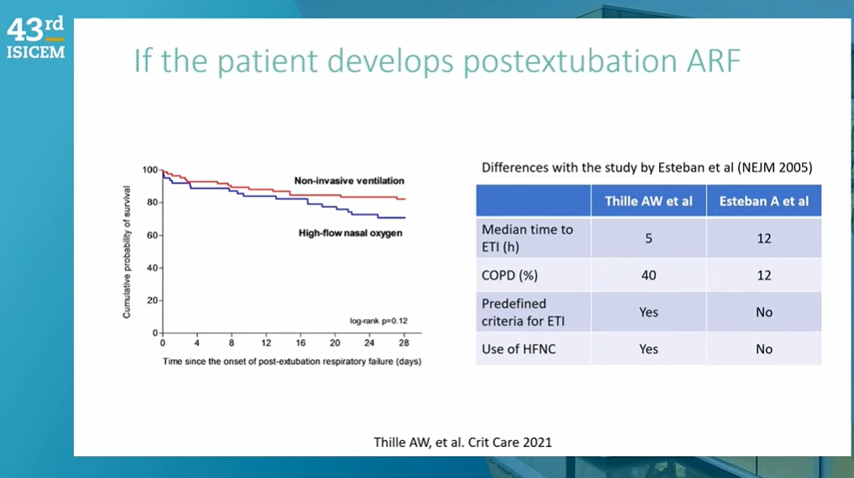 43rd
ISICEM
If the patient develops postextubation ARF
100
80
60
40
20
0
Cumulative probability of survival
Non-invasive ventilation
High-flow nasal oxygen
log-rank p=0.12
0 4 8 12 16 20 24 28
Time since the onset of post-extubation respiratory failure (days)
Differences with the study by Esteban et al (NEJM 2005)
Thille AW et al Esteban A et al
Median time to
ETI (h) 5 12
COPD (%) 40 12
Predefined
criteria for ETI Yes No
Use of HFNC Yes No
Thille AW, et al. Crit Care 2021